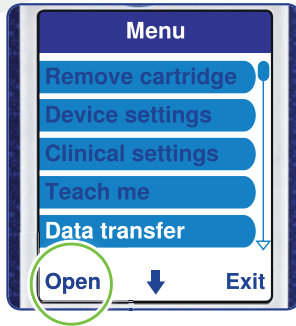 Menu
Remove cartridge
Device settings
Clinical settings
Teach me
Data transfer
Open Exit